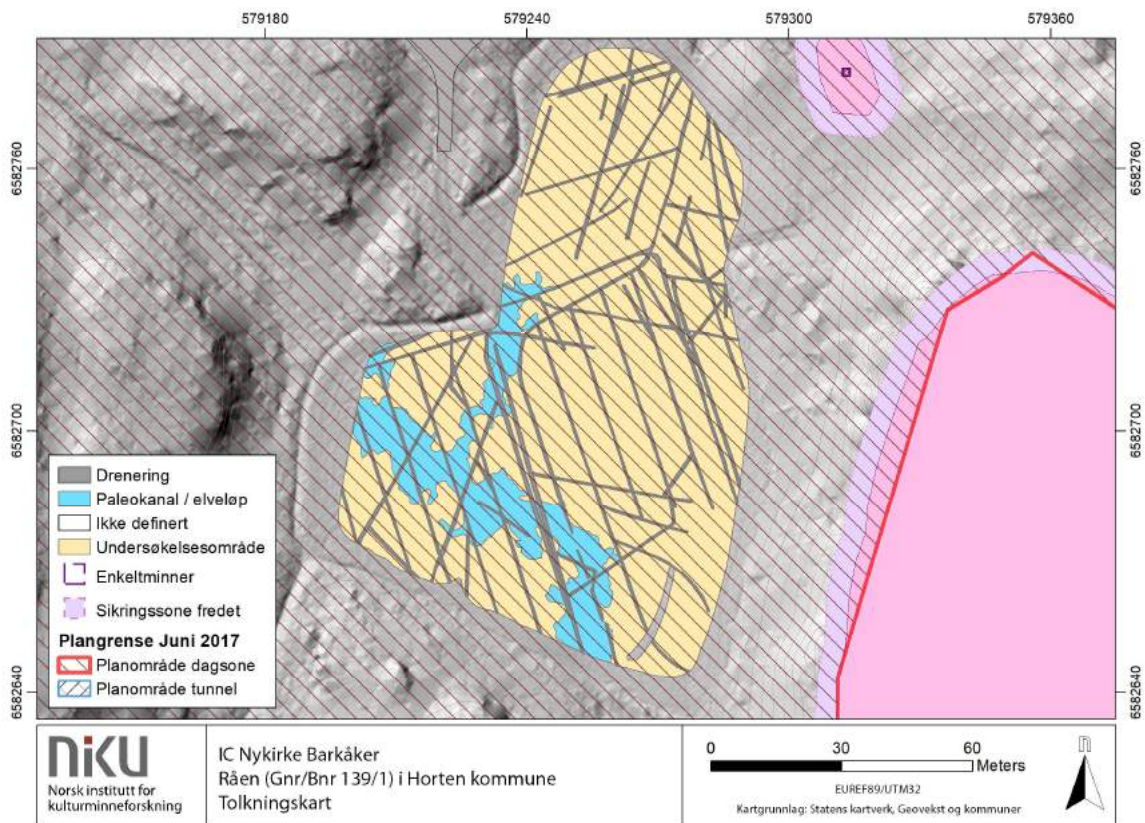 579180
579240
579300
579360
6582760
6582760
6582700
6582700
6582640
6582640
Drenering
Paleokanal / elveløp
Ikke definert
Undersøkelsesområde
Enkeltminner
Sikringssone fredet
Plangrense Juni 2017
Planområde dagsone
Planområde tunnel
NIKU
Norsk institutt for
kulturminneforskning
IC Nykirke Barkåker
Råen (Gnr/Bnr 139/1) i Horten kommune
Tolkningskart
0 30 60
Meters
EUREF89/UTM32
Kartgrunnlag: Statens kartverk, Geovekst og kommuner
n